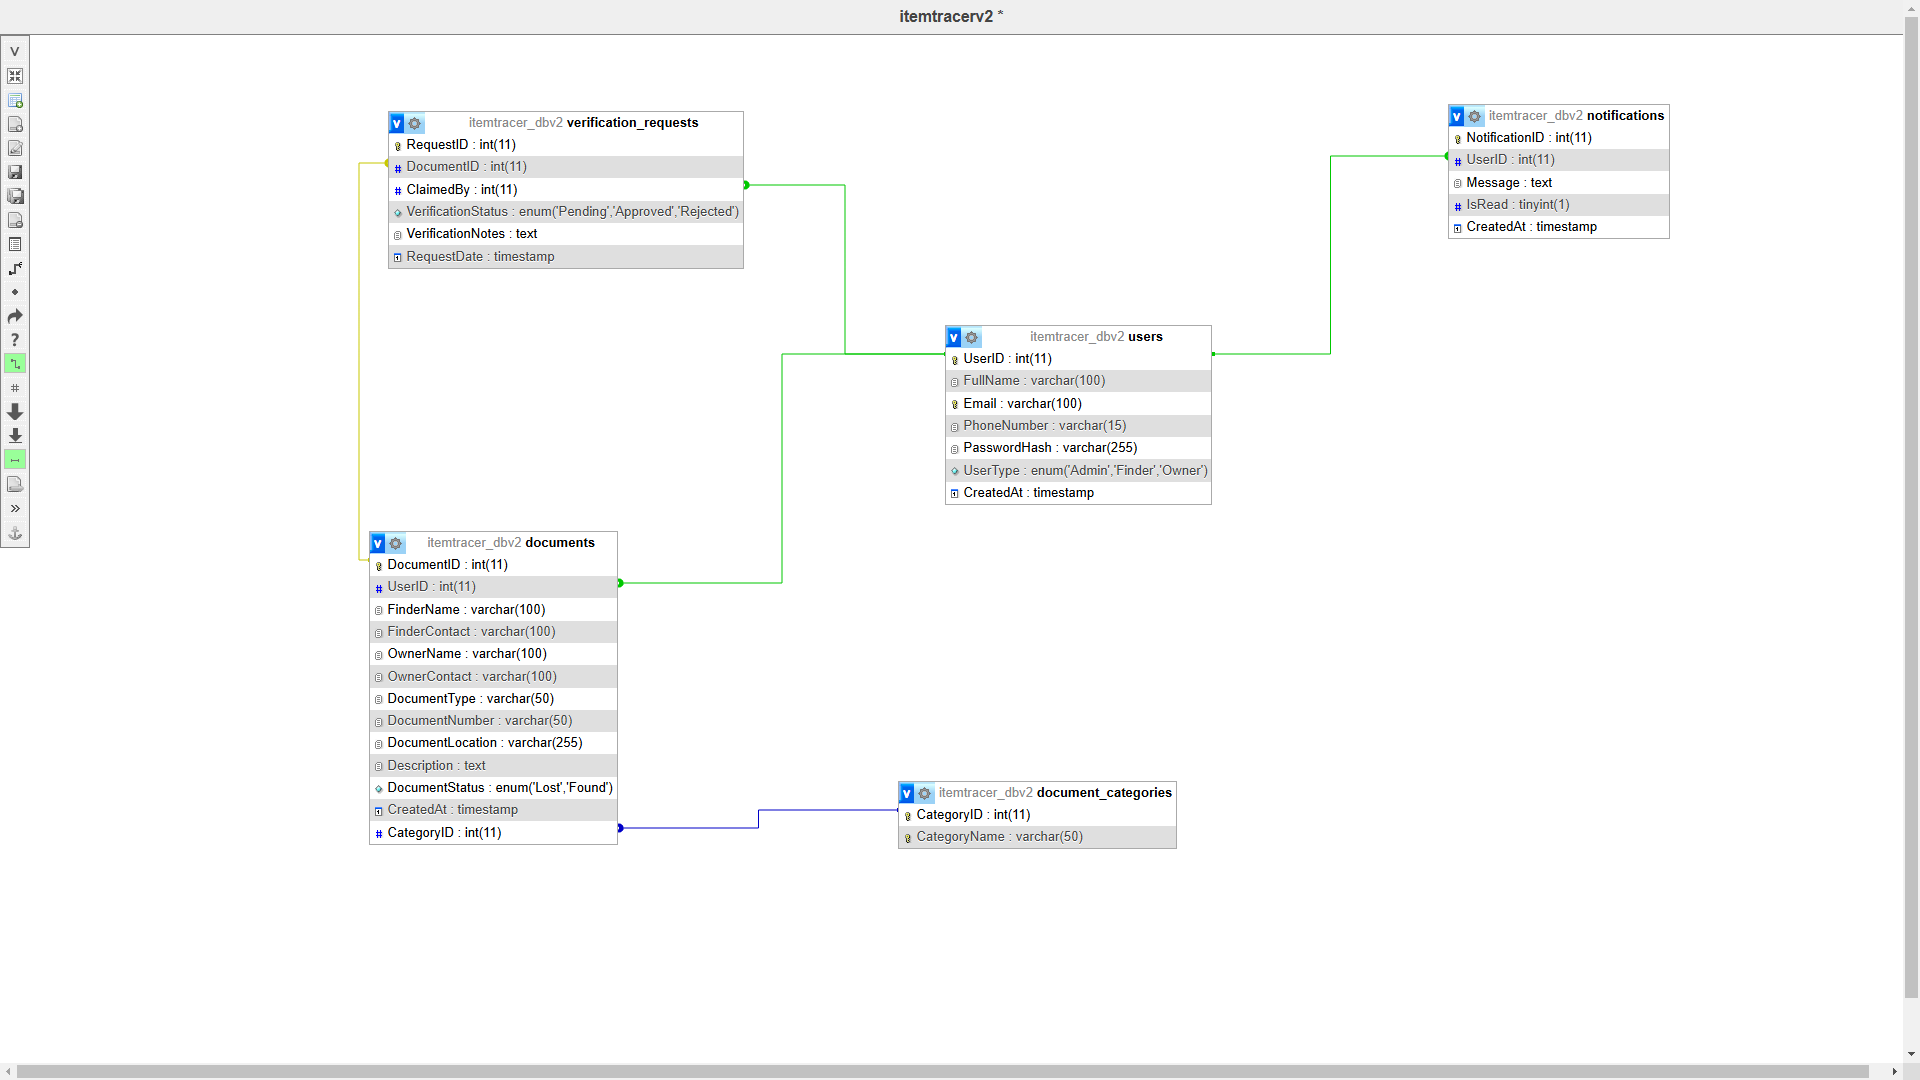 itemtracerv2 *
itemtracer_dbv2 verification_requests
RequestID : int(11)
DocumentID : int(11)
ClaimedBy : int(11)
VerificationStatus : enum('Pending','Approved','Rejected')
VerificationNotes : text
RequestDate : timestamp
itemtracer_dbv2 notifications
NotificationID : int(11)
UserID : int(11)
Message : text
IsRead : tinyint(1)
CreatedAt : timestamp
itemtracer_dbv2 users
UserID : int(11)
FullName : varchar(100)
Email : varchar(100)
PhoneNumber : varchar(15)
PasswordHash : varchar(255)
UserType : enum('Admin','Finder','Owner')
CreatedAt : timestamp
itemtracer_dbv2 documents
DocumentID : int(11)
UserID : int(11)
FinderName : varchar(100)
FinderContact : varchar(100)
OwnerName : varchar(100)
OwnerContact : varchar(100)
DocumentType : varchar(50)
DocumentNumber : varchar(50)
DocumentLocation : varchar(255)
Description : text
DocumentStatus : enum('Lost','Found')
CreatedAt : timestamp
CategoryID : int(11)
itemtracer_dbv2 document_categories
CategoryID : int(11)
CategoryName : varchar(50)